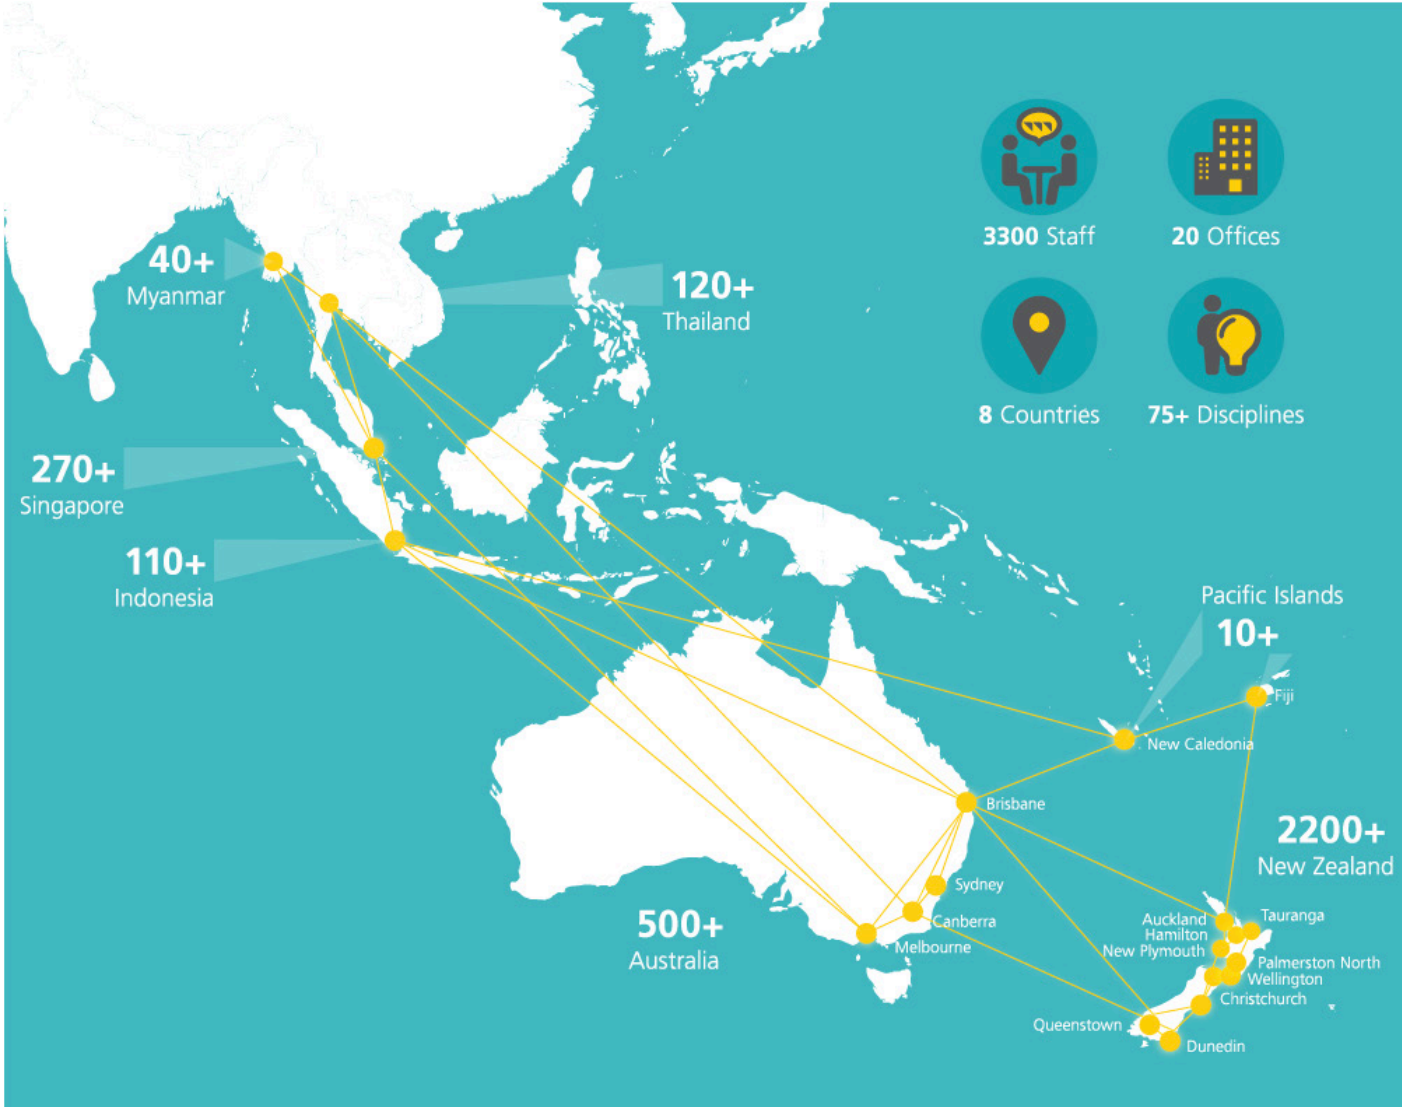 3300 Staff
20 Offices
8 Countries
75+ Disciplines
40+
Myanmar
120+
Thailand
270+
Singapore
110+
Indonesia
Pacific Islands
10+
Fiji
New Caledonia
Brisbane
Sydney
Canberra
Melbourne
500+
Australia
2200+
New Zealand
Auckland
Tauranga
Hamilton
New Plymouth
Palmerston North
Wellington
Christchurch
Queenstown
Dunedin